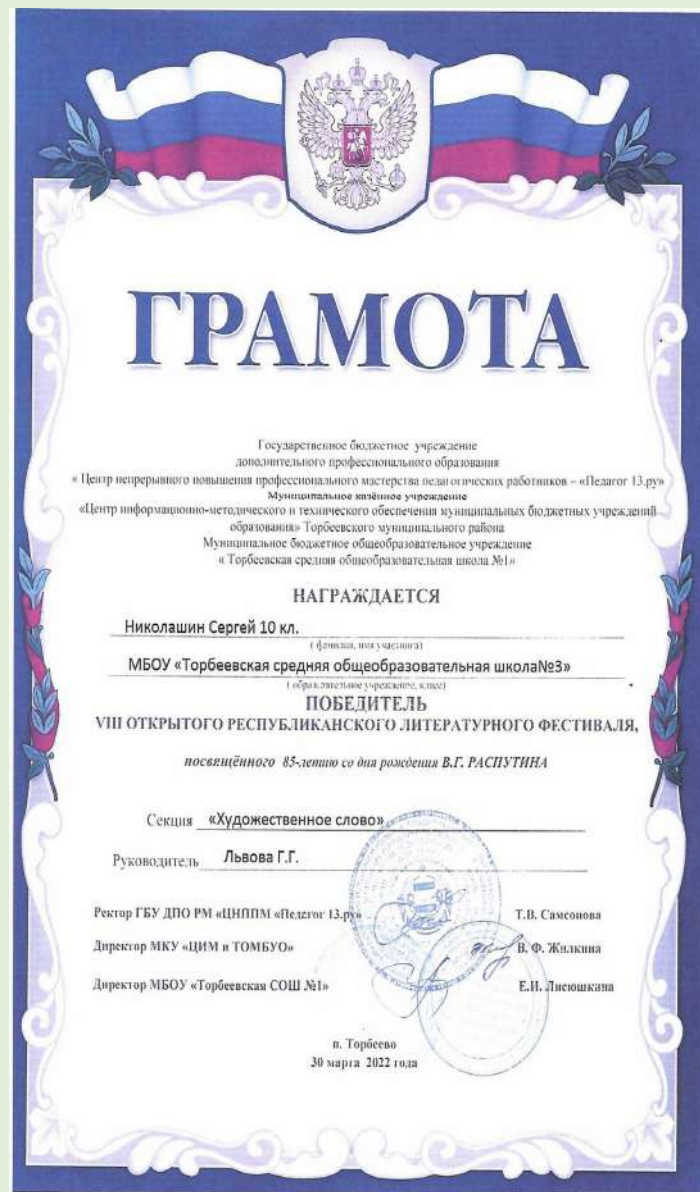 ГРАМОТА
Государственное бюджетное учреждение
дополнительного профессионального образования
« Центр непрерывного повышения профессионального мастерства педагогических работников – «Педагог 13.ру»
Муниципальное казённое учреждение
«Центр информационно-методического и технического обеспечения муниципальных бюджетных учреждений
образования» Торбеевского муниципального района
Муниципальное бюджетное общеобразовательное учреждение
« Торбеевская средняя общеобразовательная школа №1»
НАГРАЖДАЕТСЯ
Николашин Сергей 10 кл.
( фамилия, имя участника)
МБОУ «Торбеевская средняя общеобразовательная школа№3»
( образовательное учреждение, класс)
ПОБЕДИТЕЛЬ
VIII ОТКРЫТОГО РЕСПУБЛИКАНСКОГО ЛИТЕРАТУРНОГО ФЕСТИВАЛЯ,
посвящённого 85-летию со дня рождения В.Г. РАСПУТИНА
Секция «Художественное слово»
Руководитель Львова Г.Г.
Ректор ГБУ ДПО РМ «ЦНППМ «Педагог 13.ру» Т.В. Самсонова
Директор МКУ «ЦИМ и ТОМБУО» В. Ф. Жилкина
Директор МБОУ «Торбеевская СОШ №1» Е.И. Лисюшкина
п. Торбеево
30 марта 2022 года